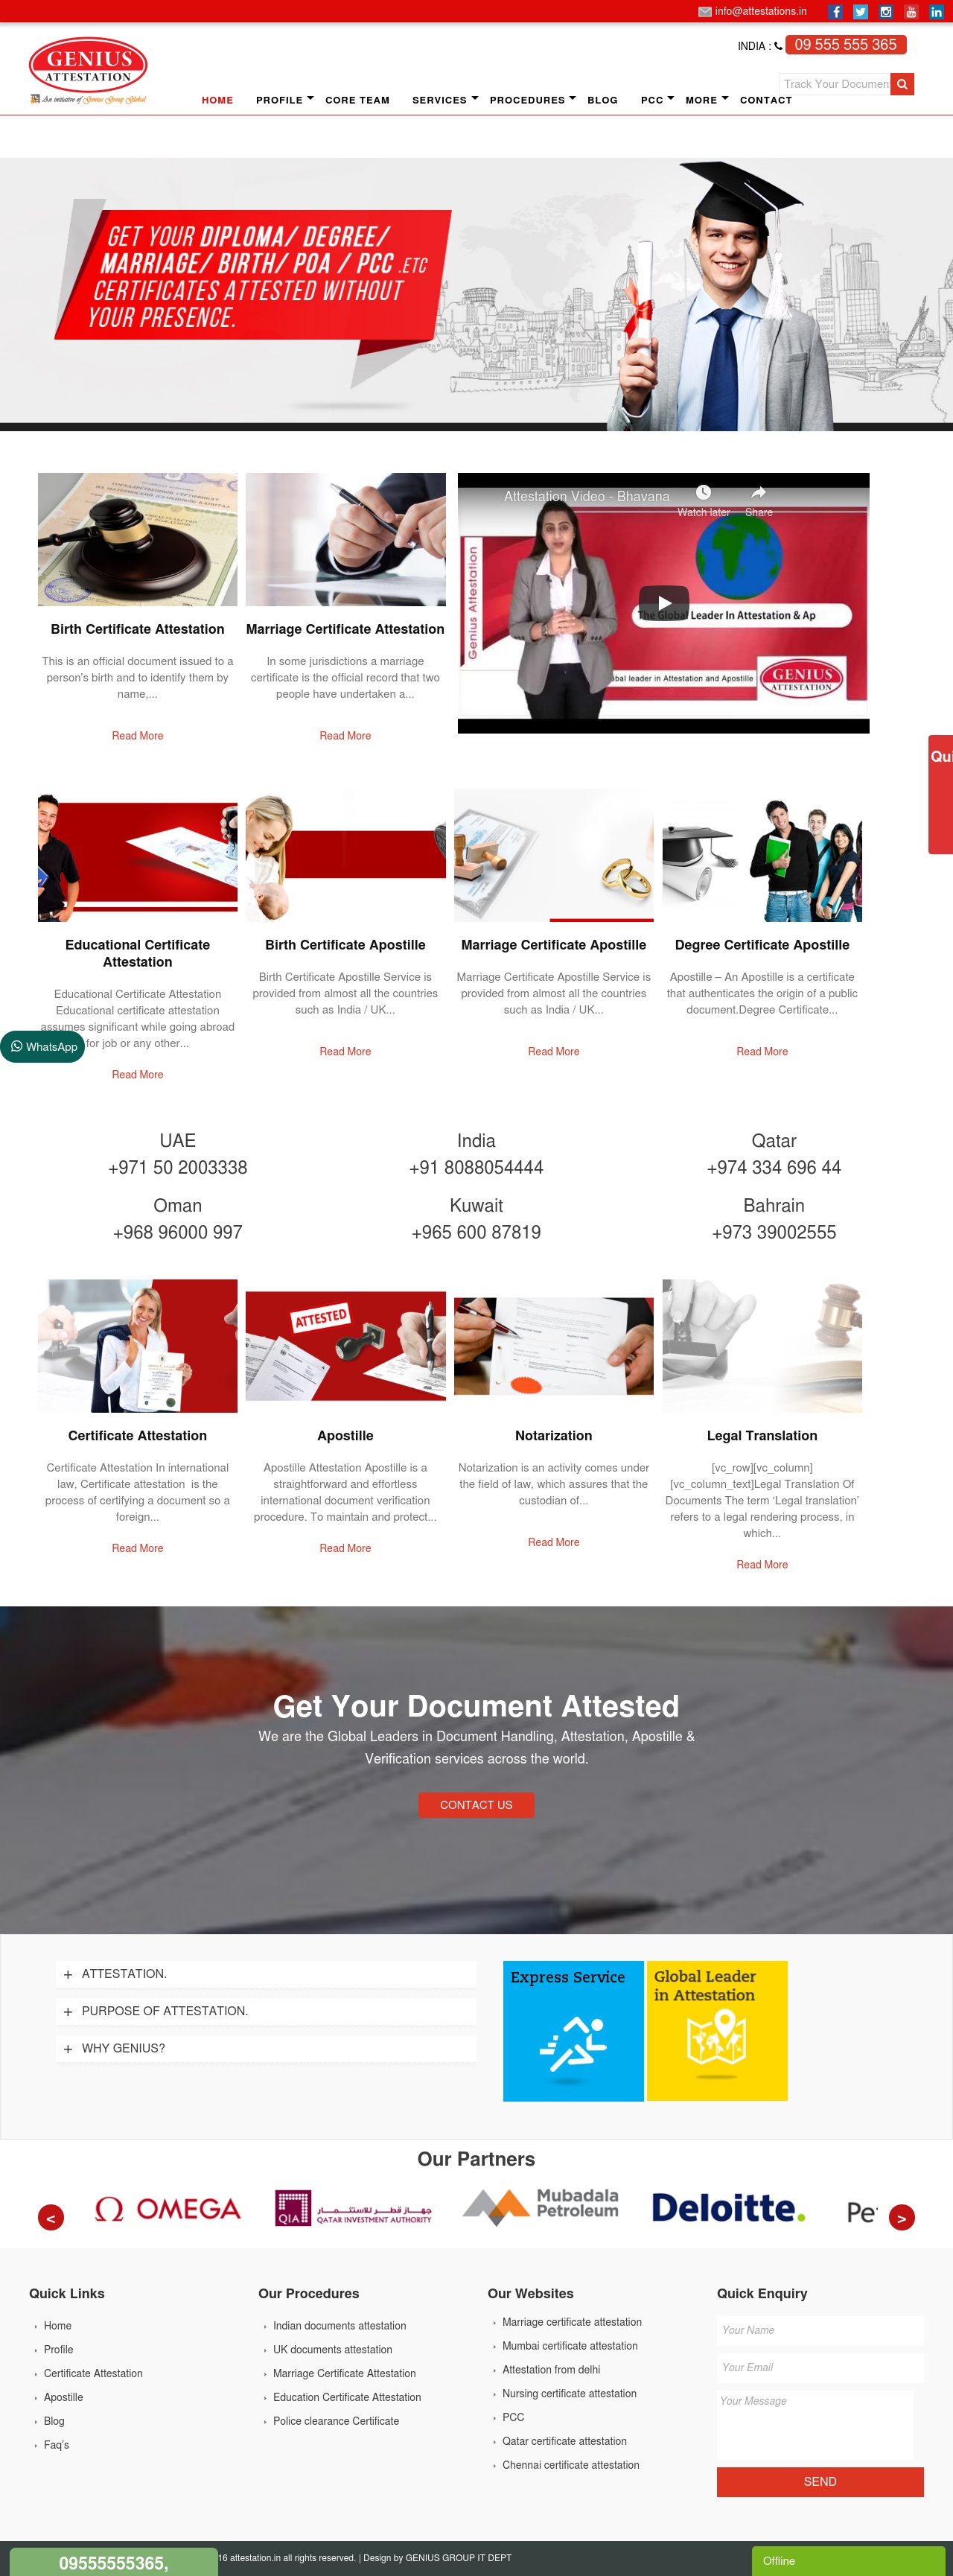 info@attestations.in
INDIA : 09 555 555 365
GENIUS
ATTESTATION
An initiative of Genius Group Global
Track Your Documen
HOME PROFILE CORE TEAM SERVICES PROCEDURES BLOG PCC MORE CONTACT
GET YOUR DIPLOMA/ DEGREE/
MARRIAGE/ BIRTH/ POA / PCC .ETC
CERTIFICATES ATTESTED WITHOUT
YOUR PRESENCE.
Attestation Video - Bhavana
Watch later Share
Genius Attestation
The Global Leader In Attestation & Ap
obal leader in Attestation and Apostille
GENIUS
ATTESTATION
Birth Certificate Attestation
This is an official document issued to a
person's birth and to identify them by
name,...
Read More
Marriage Certificate Attestation
In some jurisdictions a marriage
certificate is the official record that two
people have undertaken a...
Read More
Qui
Educational Certificate
Attestation
Educational Certificate Attestation
Educational certificate attestation
assumes significant while going abroad
for job or any other...
Read More
Birth Certificate Apostille
Birth Certificate Apostille Service is
provided from almost all the countries
such as India / UK...
Read More
Marriage Certificate Apostille
Marriage Certificate Apostille Service is
provided from almost all the countries
such as India / UK...
Read More
Degree Certificate Apostille
Apostille – An Apostille is a certificate
that authenticates the origin of a public
document.Degree Certificate...
Read More
WhatsApp
UAE
+971 50 2003338
India
+91 8088054444
Qatar
+974 334 696 44
Oman
+968 96000 997
Kuwait
+965 600 87819
Bahrain
+973 39002555
ATTESTED
Certificate Attestation
Certificate Attestation In international
law, Certificate attestation  is the
process of certifying a document so a
foreign...
Read More
Apostille
Apostille Attestation Apostille is a
straightforward and effortless
international document verification
procedure. To maintain and protect...
Read More
Notarization
Notarization is an activity comes under
the field of law, which assures that the
custodian of...
Read More
Legal Translation
[vc_row][vc_column]
[vc_column_text]Legal Translation Of
Documents The term ‘Legal translation’
refers to a legal rendering process, in
which...
Read More
Get Your Document Attested
We are the Global Leaders in Document Handling, Attestation, Apostille &
Verification services across the world.
CONTACT US
+ ATTESTATION.
+ PURPOSE OF ATTESTATION.
+ WHY GENIUS?
Express Service
Global Leader
in Attestation
Our Partners
<
OMEGA
QIA
جهاز قطر للاستثمار
QATAR INVESTMENT AUTHORITY
Mubadala
Petroleum
Deloitte.
Pe
>
Quick Links
Home
Profile
Certificate Attestation
Apostille
Blog
Faq's
Our Procedures
Indian documents attestation
UK documents attestation
Marriage Certificate Attestation
Education Certificate Attestation
Police clearance Certificate
Our Websites
Marriage certificate attestation
Mumbai certificate attestation
Attestation from delhi
Nursing certificate attestation
PCC
Qatar certificate attestation
Chennai certificate attestation
Quick Enquiry
Your Name
Your Email
Your Message
SEND
09555555365,
16 attestation.in all rights reserved. | Design by GENIUS GROUP IT DEPT
Offline